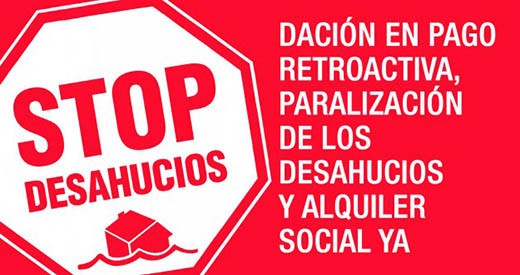 STOP
DESAHUCIOS
DACIÓN EN PAGO
RETROACTIVA,
PARALIZACIÓN
DE LOS
DESAHUCIOS
Y ALQUILER
SOCIAL YA